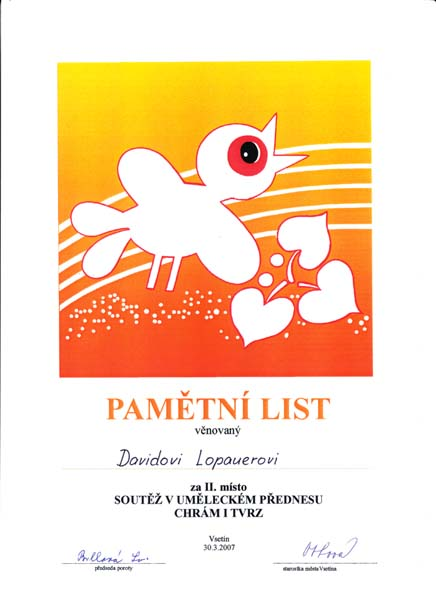 PAMĚTNÍ LIST
věnovaný
Davidovi Lopauerovi
za II. místo
SOUTĚŽ V UMĚLECKÉM PŘEDNESU
CHRÁM I TVRZ
Vsetín
30.3.2007
předseda poroty
starostka města Vsetína